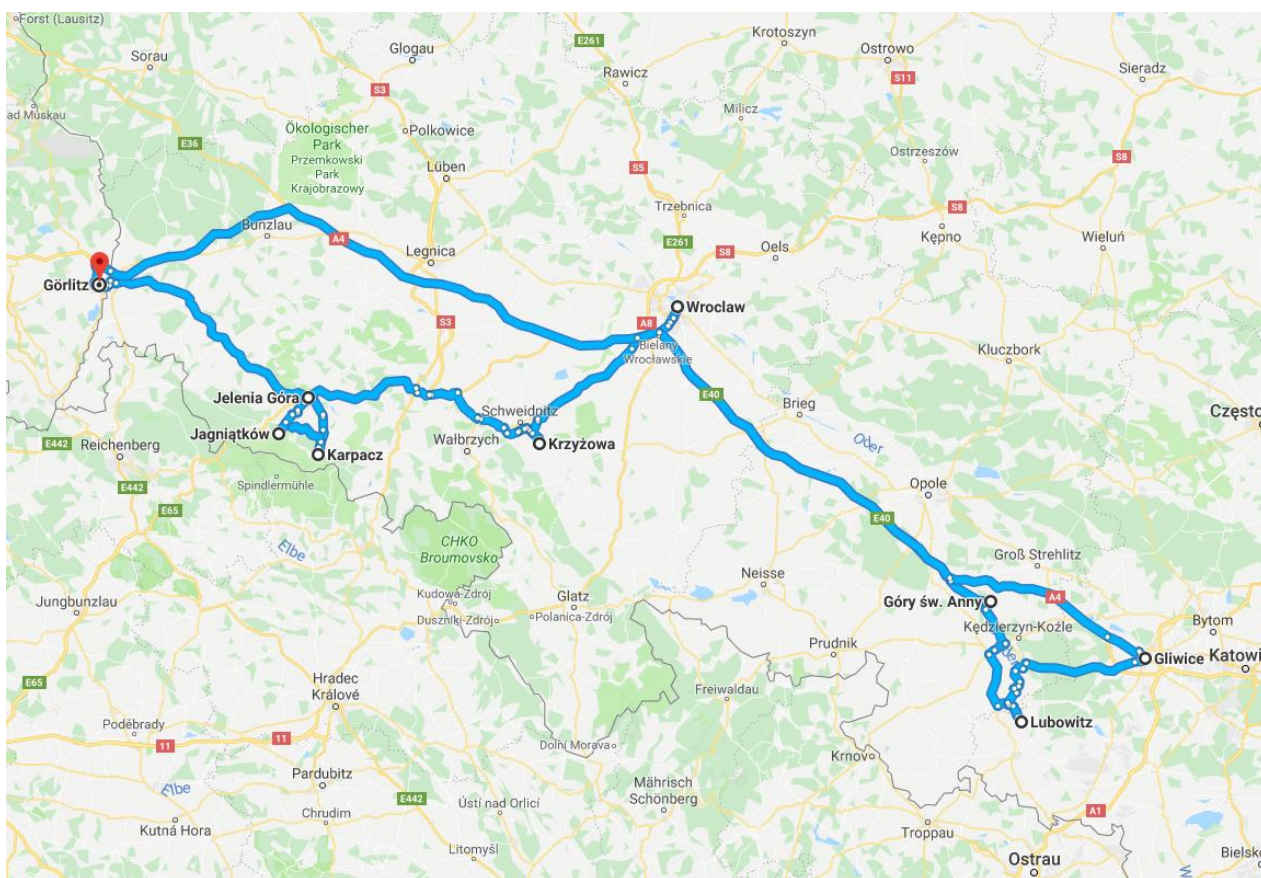 Forst (Lausitz)
Sorau
Glogau
E261
Rawicz
Krotoszyn
Ostrowo
S11
Sieradz
ad Muskau
S3
Milicz
E36
Ökologischer
Park
Przemkowski
Park
Krajobrazowy
Polkowice
Lüben
S5
Ostrzeszów
S8
Trzebnica
S8
Bunzlau
A4
Legnica
E261
S8
Oels
Kępno
Wieluń
Görlitz
Wroclaw
S3
A8
Bielany
Wrocławskie
Kluczbork
Jelenia Góra
E40
Brieg
Schweidnitz
Często
Jagniątków
Wałbrzych
Krzyżowa
E442
Reichenberg
Karpacz
Oder
Spindlermühle
E442
Opole
E65
E40
CHKO
Broumovsko
Elbe
Groß Strehlitz
Neisse
Jungbunzlau
Kudowa-Zdrój
Glatz
Góry św. Anny
A4
Duszniki-Zdrój
Polanica-Zdrój
Kędzierzyn-Koźle
Bytom
Prudnik
Gliwice
Katowi
E65
Hradec
Králové
Freiwaldau
Lubowitz
Poděbrady
11
11
Dolní Morava
Krnov
Elbe
Pardubitz
Mährisch
Schönberg
E442
Ústí nad Orlicí
A1
Kutná Hora
Chrudim
Troppau
Litomyšl
Ostrau
Bielsko